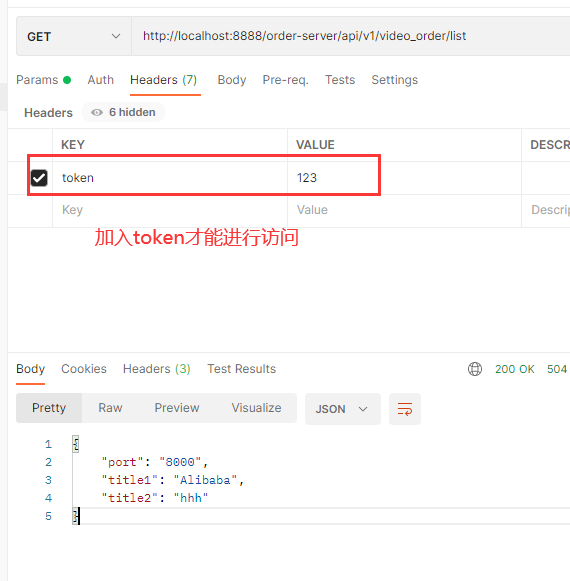 GET http://localhost:8888/order-server/api/v1/video_order/list
Params Auth Headers (7) Body Pre-req. Tests Settings
Headers 6 hidden
KEY VALUE DESCR
token 123
Key Value Descrip
加入token才能进行访问
Body Cookies Headers (3) Test Results 200 OK 504
Pretty Raw Preview Visualize JSON
1 {
2 "port": "8000",
3 "title1": "Alibaba",
4 "title2": "hhh"
5 }